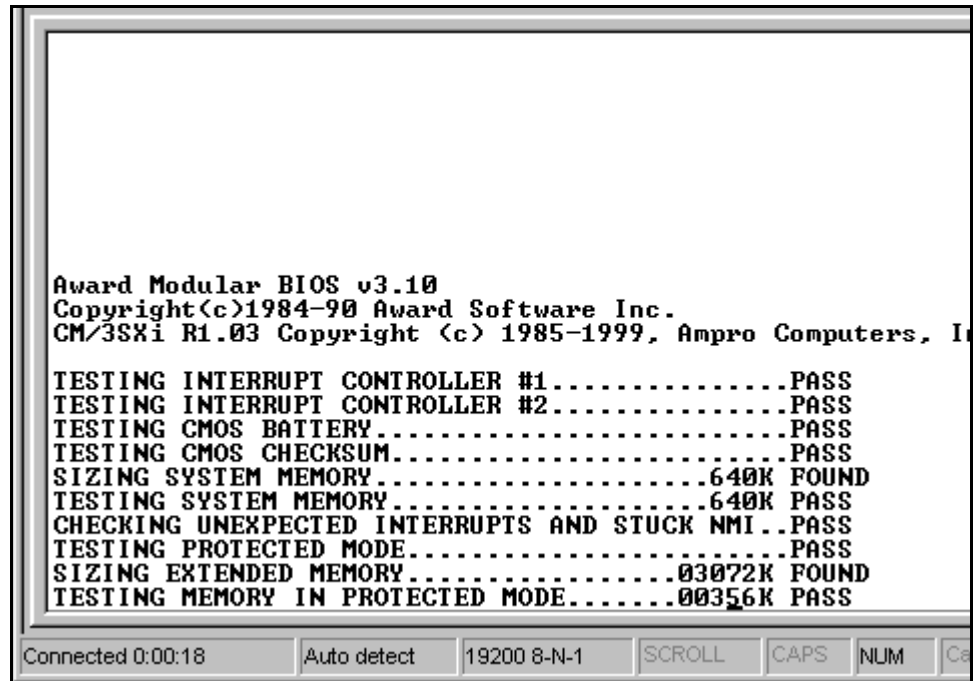 Award Modular BIOS v3.10
Copyright(c)1984-90 Award Software Inc.
CM/3SXi R1.03 Copyright (c) 1985-1999, Ampro Computers,
TESTING INTERRUPT CONTROLLER #1...............PASS
TESTING INTERRUPT CONTROLLER #2...............PASS
TESTING CMOS BATTERY..........................PASS
TESTING CMOS CHECKSUM.........................PASS
SIZING SYSTEM MEMORY.....................640K FOUND
TESTING SYSTEM MEMORY....................640K PASS
CHECKING UNEXPECTED INTERRUPTS AND STUCK NMI..PASS
TESTING PROTECTED MODE........................PASS
SIZING EXTENDED MEMORY.................03072K FOUND
TESTING MEMORY IN PROTECTED MODE.......00356K PASS
Connected 0:00:18 Auto detect 19200 8-N-1 SCROLL CAPS NUM